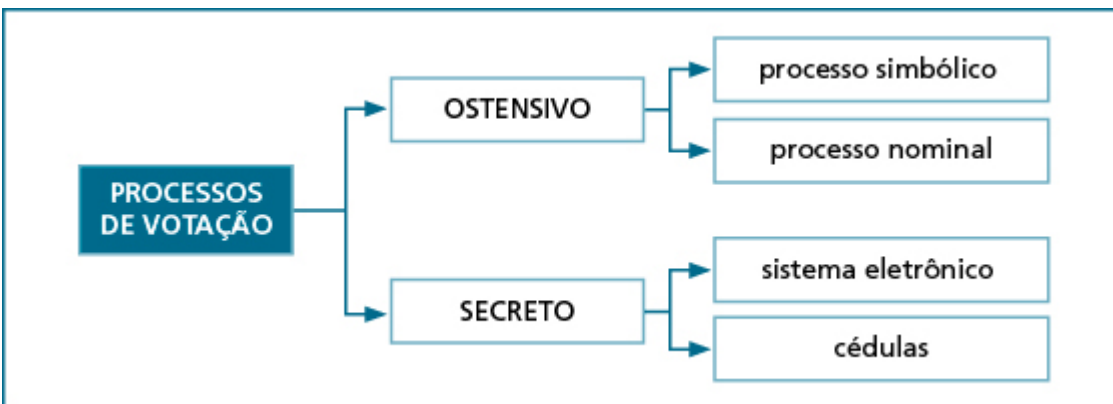 PROCESSOS
DE VOTAÇÃO
OSTENSIVO
processo simbólico
processo nominal
SECRETO
sistema eletrônico
cédulas